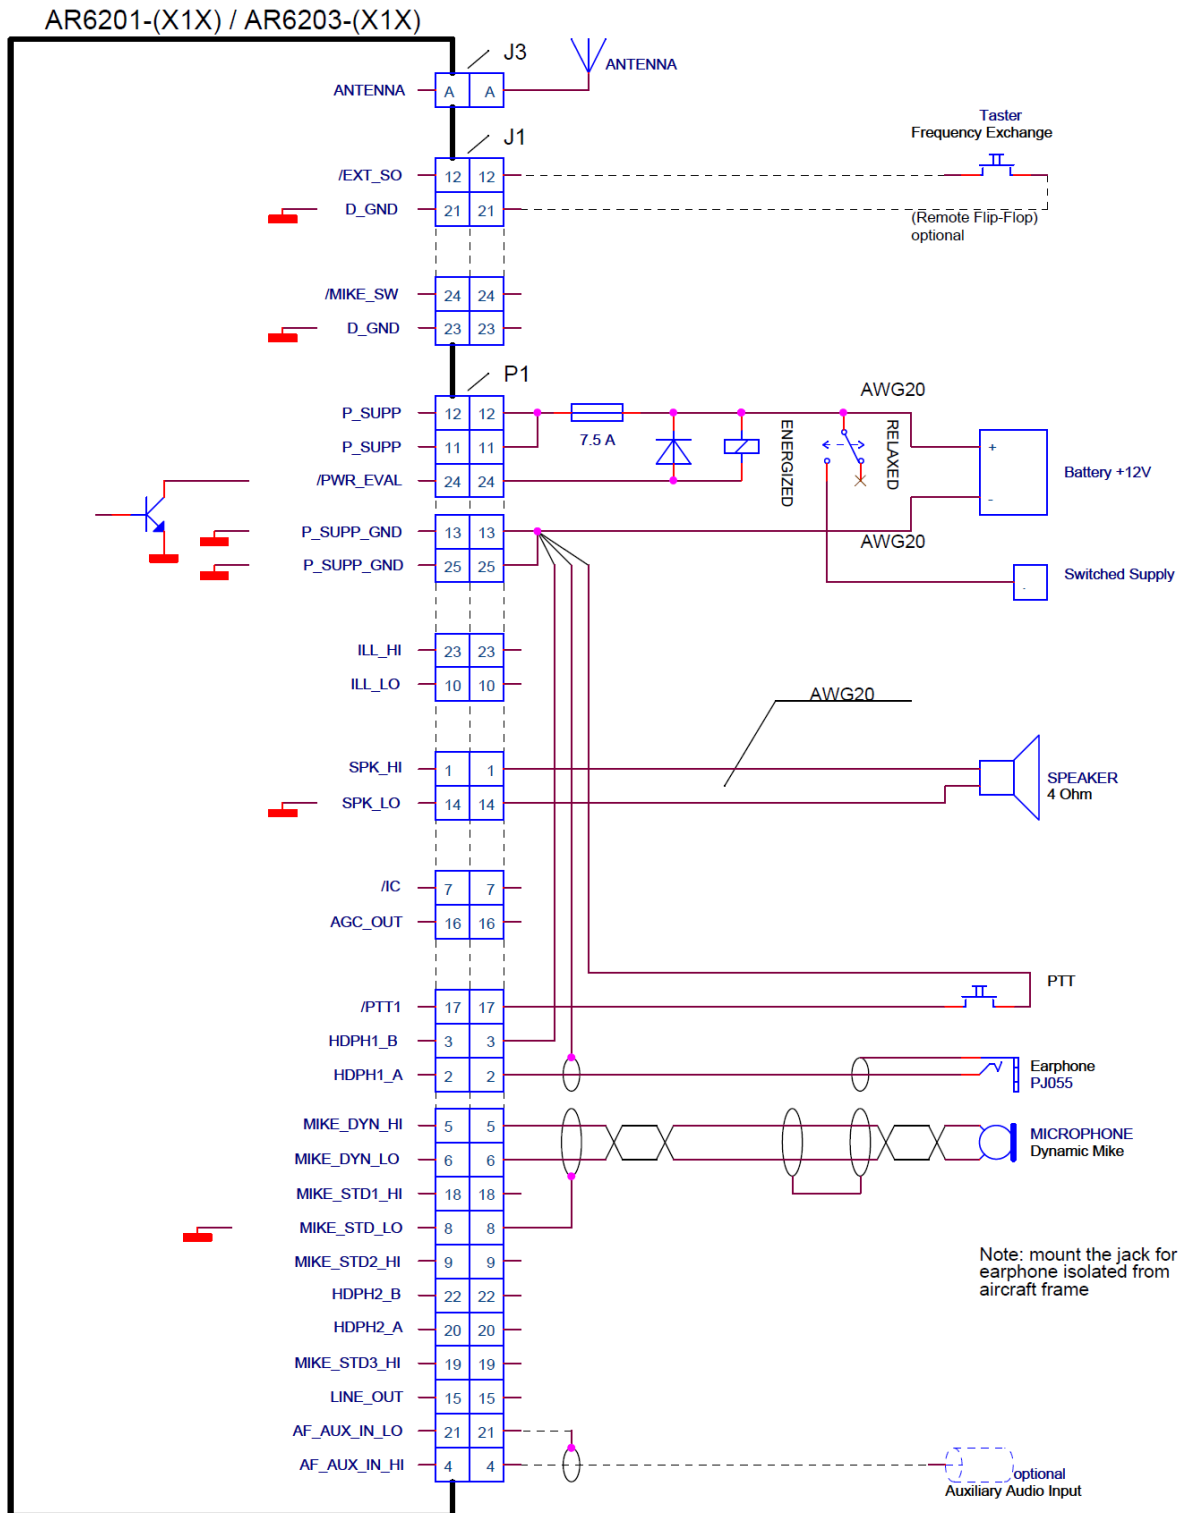 AR6201-(X1X) / AR6203-(X1X)
J3
ANTENNA
ANTENNA A A
Taster
Frequency Exchange
J1
/EXT_SO 12 12
D_GND 21 21
(Remote Flip-Flop)
optional
/MIKE_SW 24 24
D_GND 23 23
P1
AWG20
P_SUPP 12 12
7.5 A
ENERGIZED
RELAXED
P_SUPP 11 11
+
Battery +12V
/PWR_EVAL 24 24
-
P_SUPP_GND 13 13
AWG20
P_SUPP_GND 25 25
Switched Supply
-
ILL_HI 23 23
ILL_LO 10 10
AWG20
SPK_HI 1 1
SPEAKER
4 Ohm
SPK_LO 14 14
/IC 7 7
AGC_OUT 16 16
PTT
/PTT1 17 17
HDPH1_B 3 3
HDPH1_A 2 2
Earphone
PJ055
MIKE_DYN_HI 5 5
MICROPHONE
Dynamic Mike
MIKE_DYN_LO 6 6
MIKE_STD1_HI 18 18
MIKE_STD_LO 8 8
MIKE_STD2_HI 9 9
Note: mount the jack for
earphone isolated from
aircraft frame
HDPH2_B 22 22
HDPH2_A 20 20
MIKE_STD3_HI 19 19
LINE_OUT 15 15
AF_AUX_IN_LO 21 21
AF_AUX_IN_HI 4 4
optional
Auxiliary Audio Input